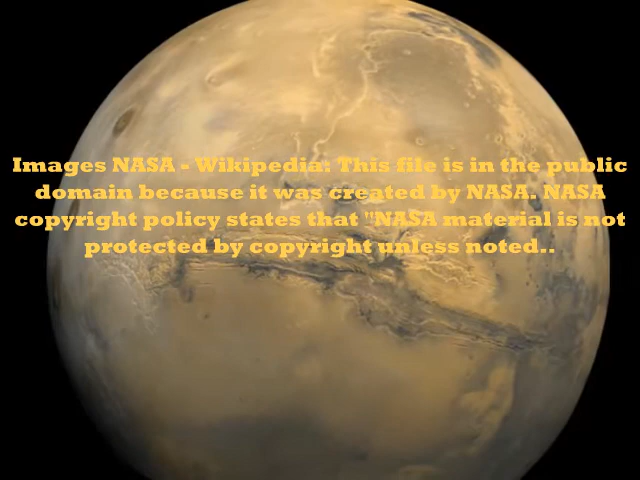 Images NASA - Wikipedia: This file is in the public
domain because it was created by NASA. NASA
copyright policy states that "NASA material is not
protected by copyright unless noted..